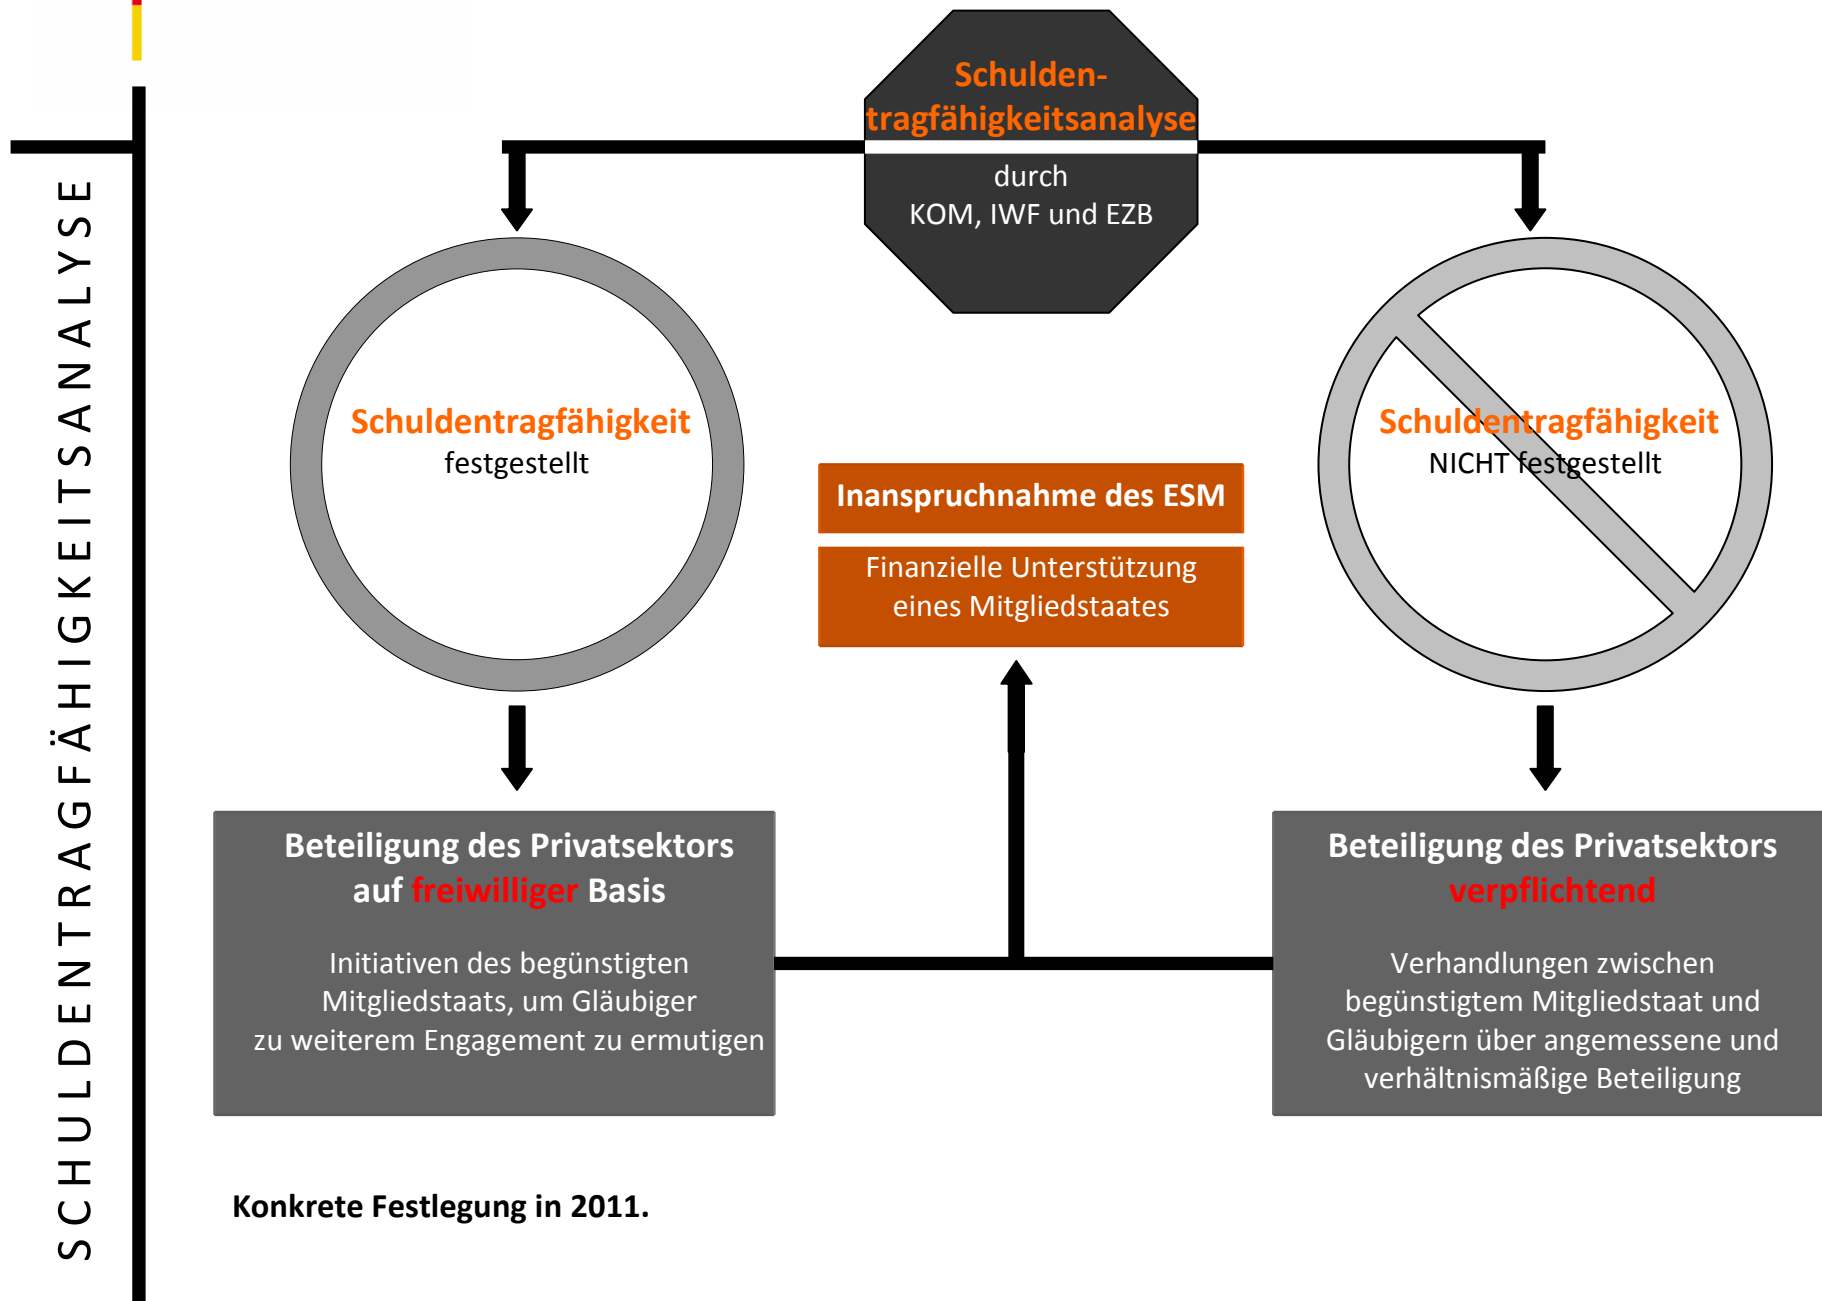 SCHULDENTRAGFÄHIGKEITSANALYSE
Schulden-
tragfähigkeitsanalyse
durch
KOM, IWF und EZB
Schuldentragfähigkeit
festgestellt
Schuldentragfähigkeit
NICHT festgestellt
Inanspruchnahme des ESM
Finanzielle Unterstützung
eines Mitgliedstaates
Beteiligung des Privatsektors
auf freiwilliger Basis
Initiativen des begünstigten
Mitgliedstaats, um Gläubiger
zu weiterem Engagement zu ermutigen
Beteiligung des Privatsektors
verpflichtend
Verhandlungen zwischen
begünstigtem Mitgliedstaat und
Gläubigern über angemessene und
verhältnismäßige Beteiligung
Konkrete Festlegung in 2011.